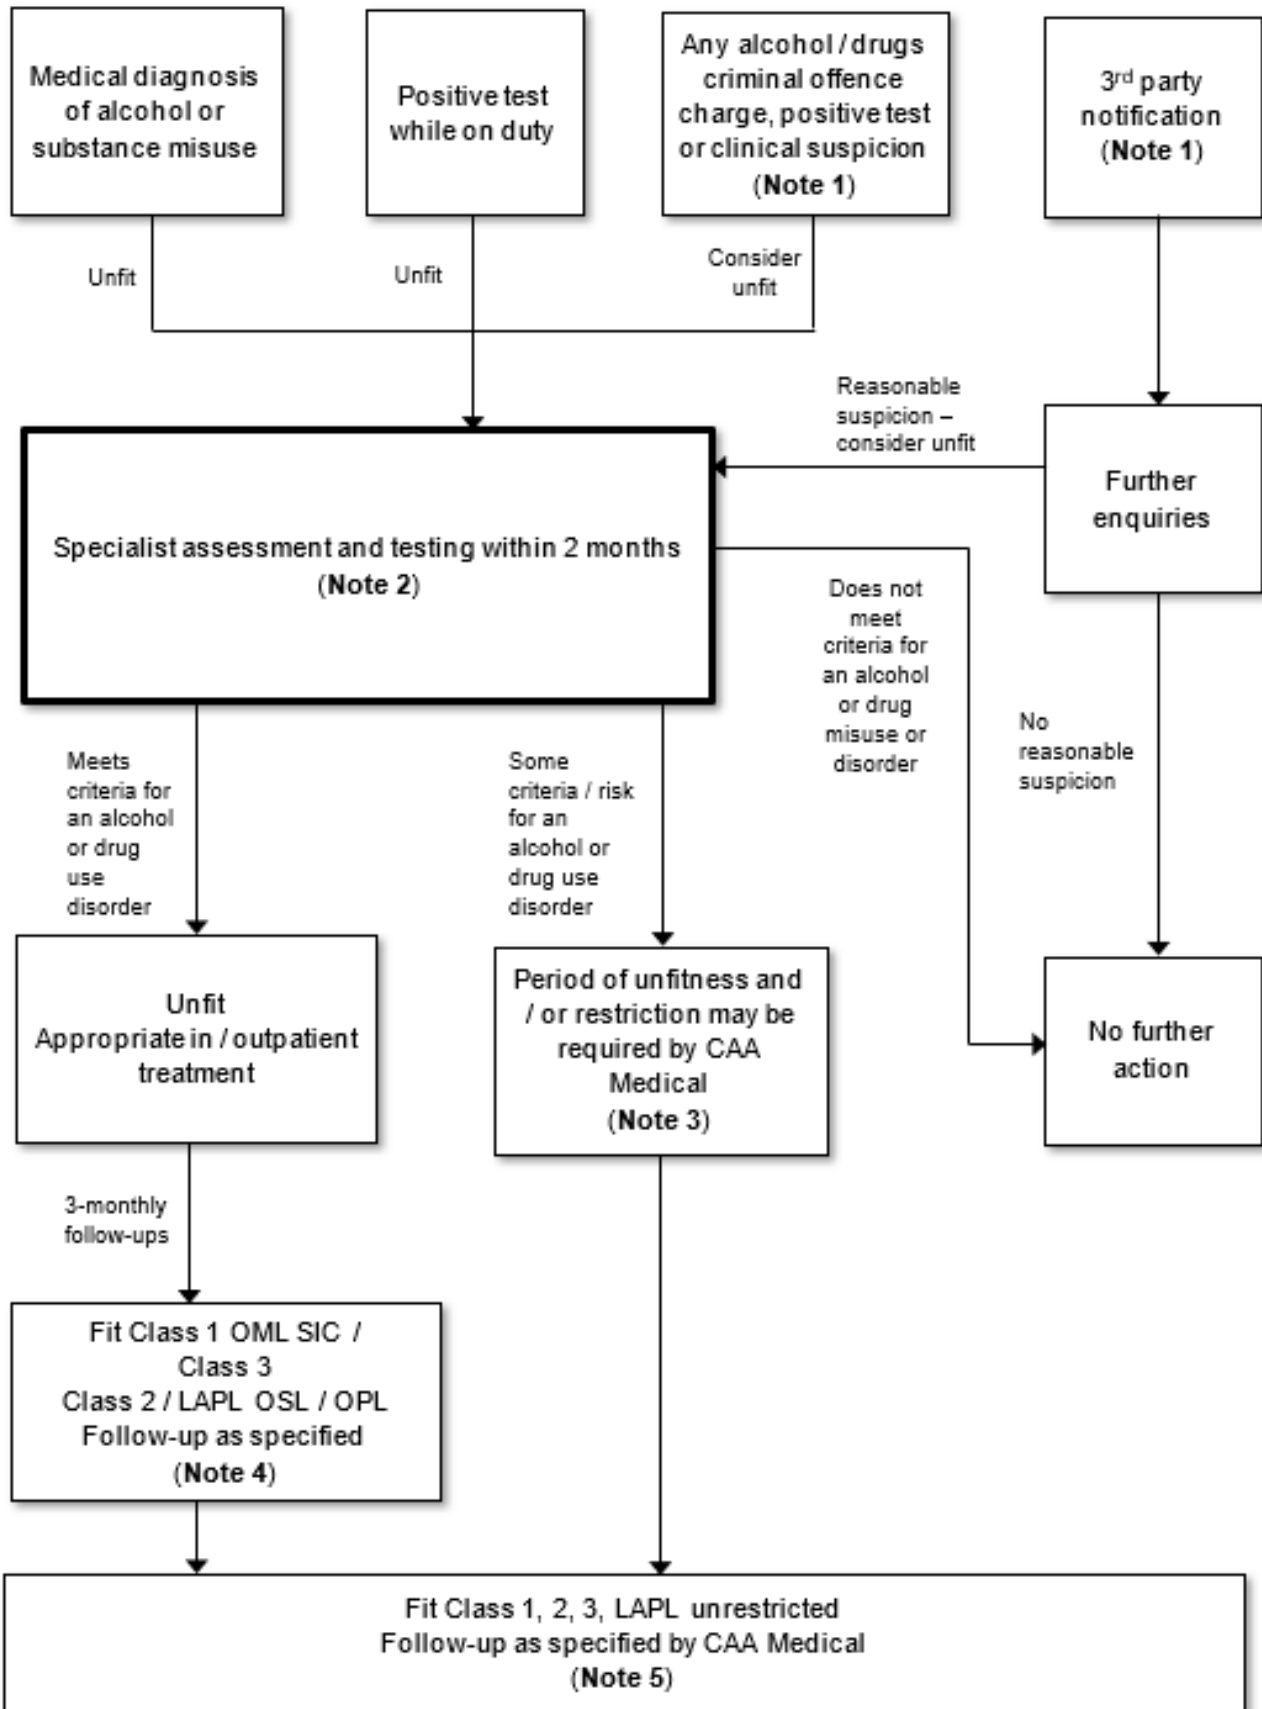 Medical diagnosis
of alcohol or
substance misuse
Positive test
while on duty
Any alcohol / drugs
criminal offence
charge, positive test
or clinical suspicion
(Note 1)
3rd party
notification
(Note 1)
Unfit
Unfit
Consider
unfit
Reasonable
suspicion –
consider unfit
Further
enquiries
Specialist assessment and testing within 2 months
(Note 2)
Does not
meet
criteria for
an alcohol
or drug
misuse or
disorder
No
reasonable
suspicion
Meets
criteria for
an alcohol
or drug
use
disorder
Some
criteria / risk
for an
alcohol or
drug use
disorder
Unfit
Appropriate in / outpatient
treatment
Period of unfitness and
/ or restriction may be
required by CAA
Medical
(Note 3)
No further
action
3-monthly
follow-ups
Fit Class 1 OML SIC /
Class 3
Class 2 / LAPL OSL / OPL
Follow-up as specified
(Note 4)
Fit Class 1, 2, 3, LAPL unrestricted
Follow-up as specified by CAA Medical
(Note 5)